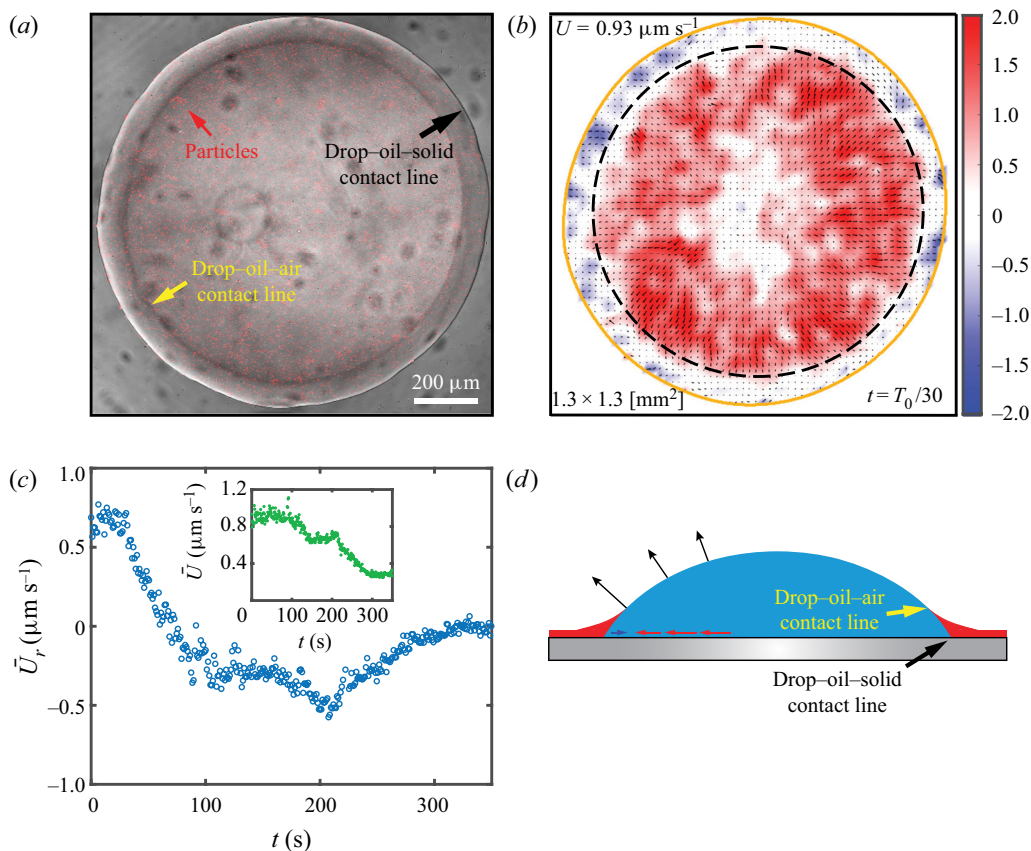 (a)
Particles
Drop–oil–solid
contact line
Drop–oil–air
contact line
200 μm
(b)
U = 0.93 μm s⁻¹
1.3 × 1.3 [mm²]
t = T₀/30
2.0
1.5
1.0
0.5
0
–0.5
–1.0
–1.5
–2.0
(c)
1.0
0.5
0
–0.5
–1.0
Ūᵣ (μm s⁻¹)
0
100
200
300
t (s)
1.2
0.8
0.4
Ū (μm s⁻¹)
0
100
200
300
t (s)
(d)
Drop–oil–air
contact line
Drop–oil–solid
contact line